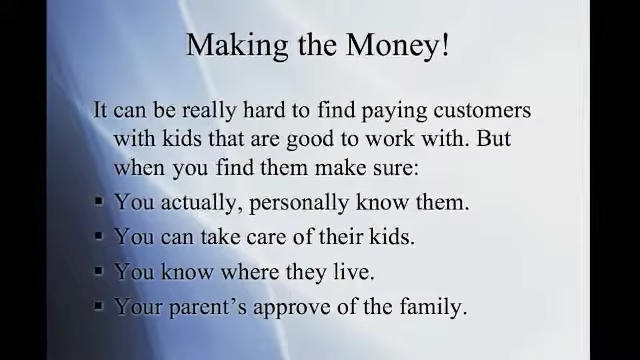 Making the Money!
It can be really hard to find paying customers
with kids that are good to work with. But
when you find them make sure:
▪ You actually, personally know them.
▪ You can take care of their kids.
▪ You know where they live.
▪ Your parent’s approve of the family.